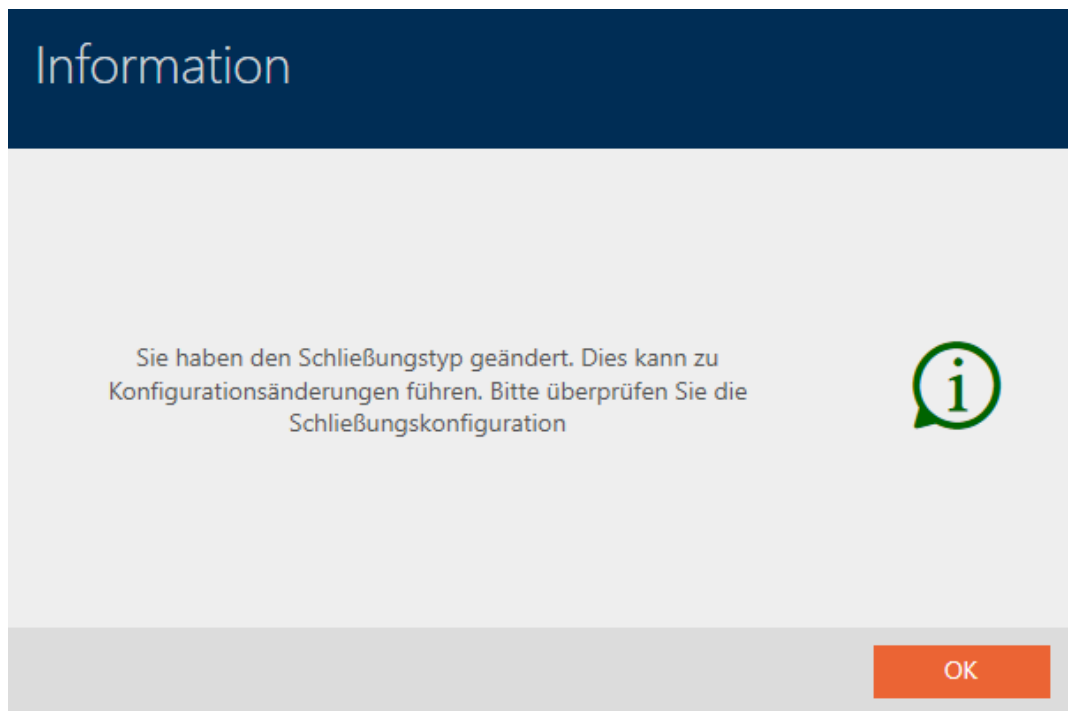 Information
Sie haben den Schließungstyp geändert. Dies kann zu
Konfigurationsänderungen führen. Bitte überprüfen Sie die
Schließungskonfiguration
i
OK